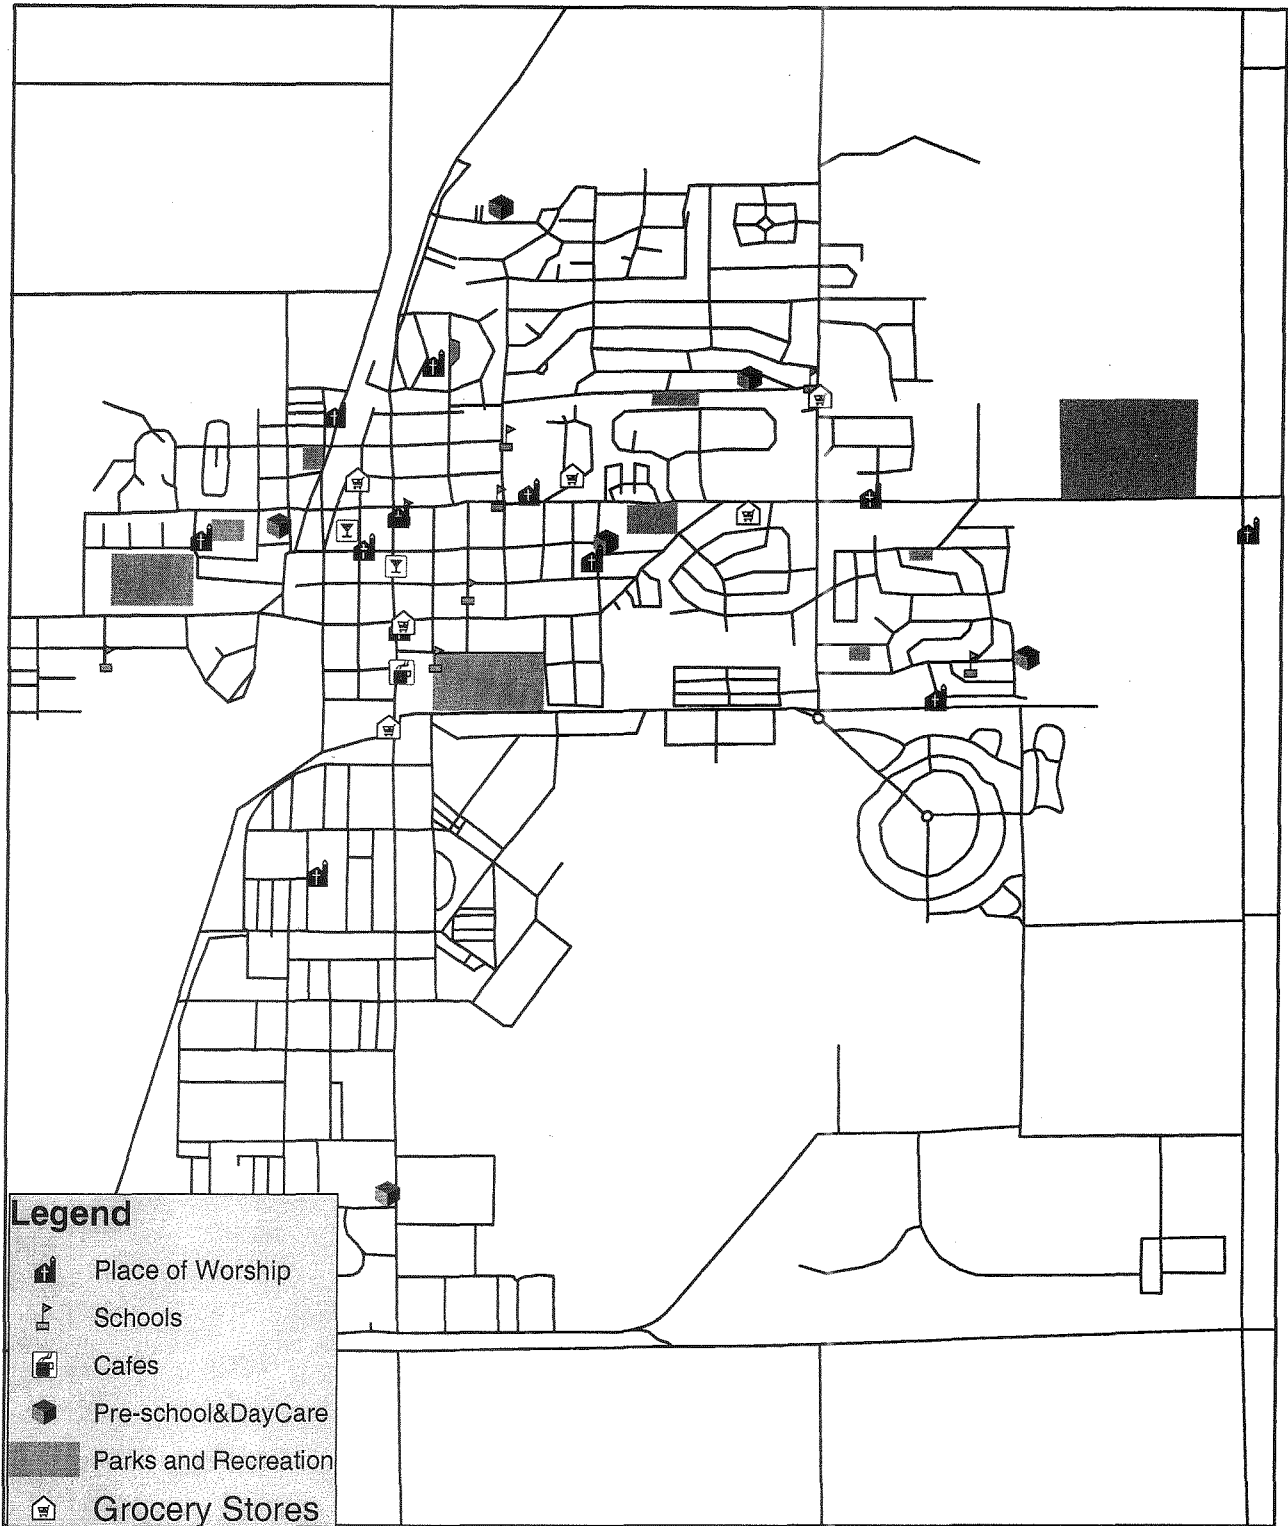 Legend
Place of Worship
Schools
Cafes
Pre-school&DayCare
Parks and Recreation
Grocery Stores